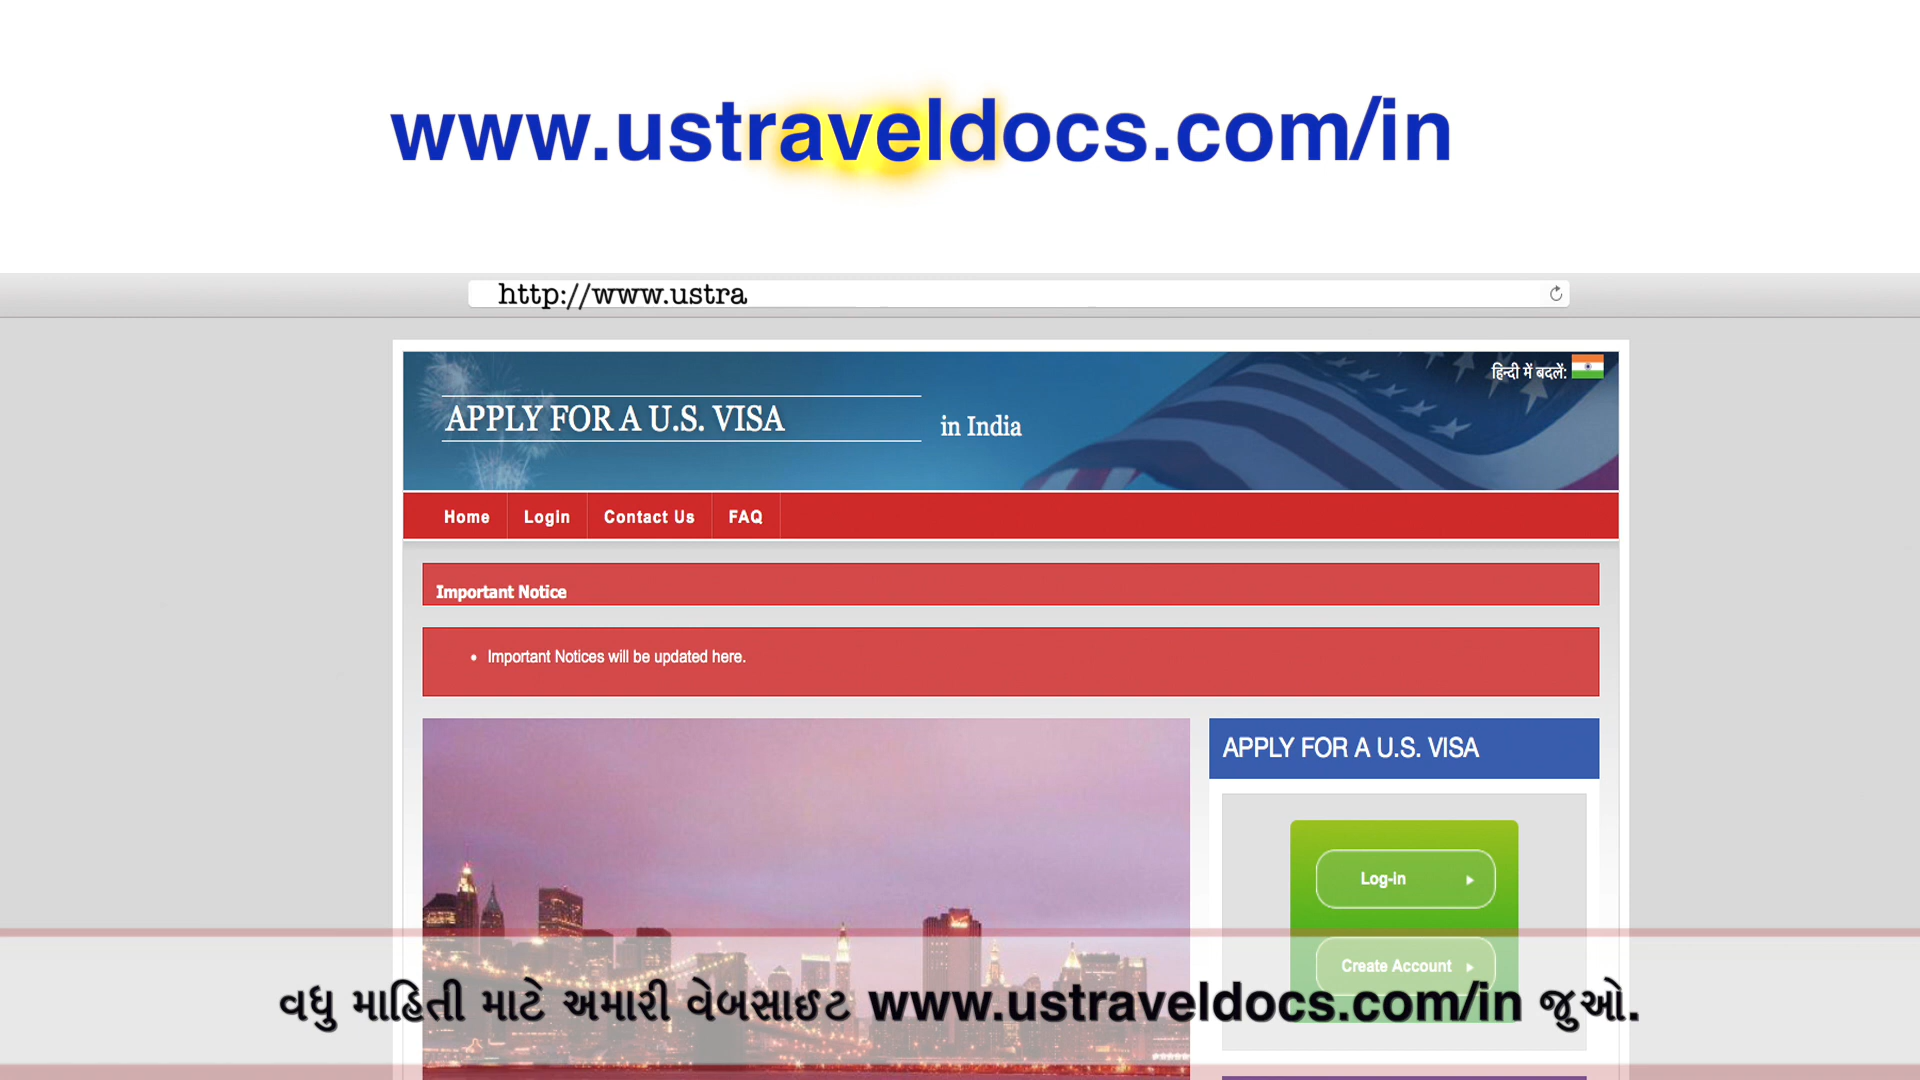 www.ustraveldocs.com/in
http://www.ustra
हिन्दी में बदलें:
APPLY FOR A U.S. VISA
in India
Home Login Contact Us FAQ
Important Notice
• Important Notices will be updated here.
APPLY FOR A U.S. VISA
Log-in
Create Account
વધુ માહિતી માટે અમારી વેબસાઈટ www.ustraveldocs.com/in જુઓ.